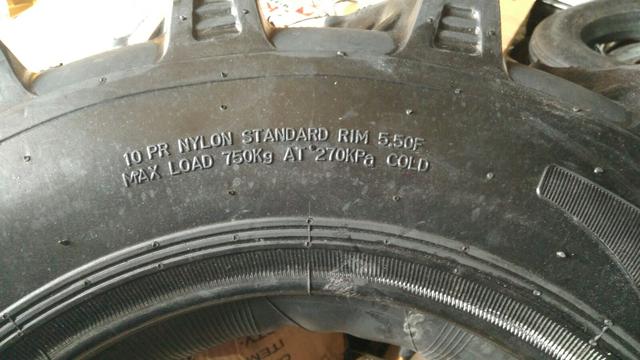 10 PR NYLON STANDARD RIM 5.50F
MAX LOAD 750Kg AT 270KPa COLD